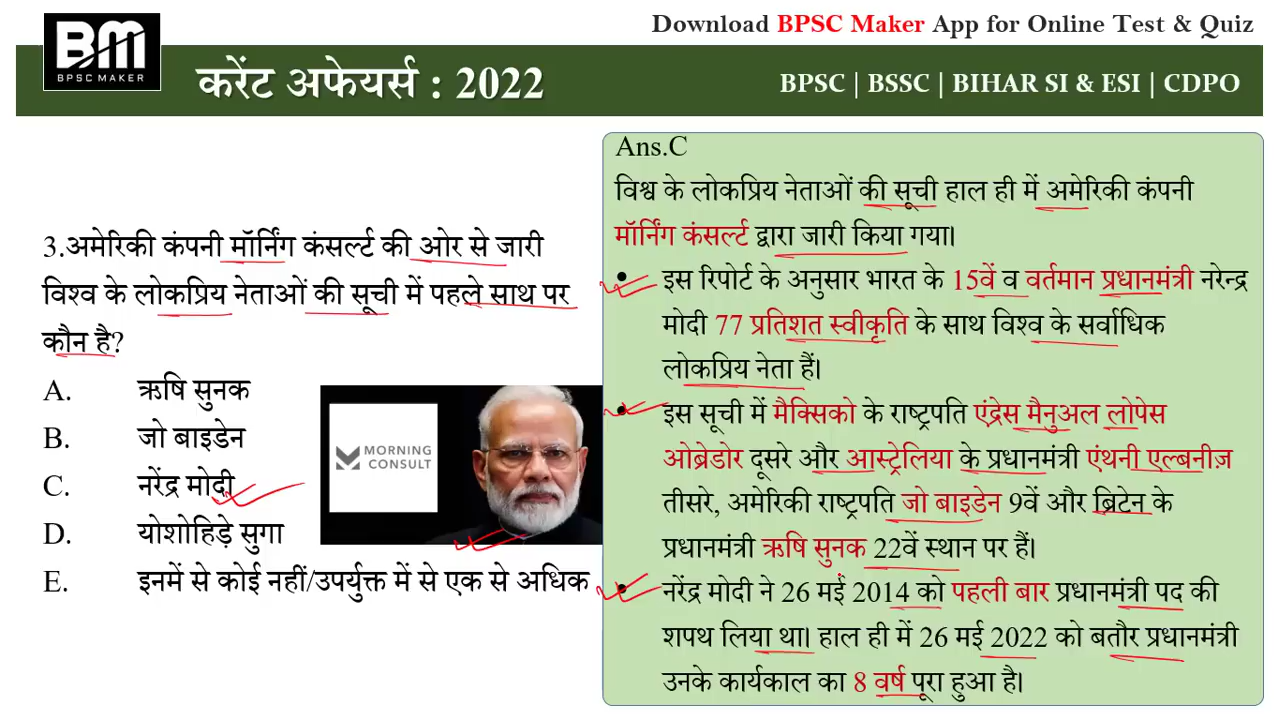 Download BPSC Maker App for Online Test & Quiz
BM
BPSC MAKER
करेंट अफेयर्स : 2022
BPSC | BSSC | BIHAR SI & ESI | CDPO
3.अमेरिकी कंपनी मॉर्निंग कंसर्ल्ट की ओर से जारी
विश्व के लोकप्रिय नेताओं की सूची में पहले साथ पर
कौन है?
A. ऋषि सुनक
B. जो बाइडेन
C. नरेंद्र मोदी
D. योशोहिड़े सुगा
E. इनमें से कोई नहीं/उपर्युक्त में से एक से अधिक
MORNING
CONSULT
Ans.C
विश्व के लोकप्रिय नेताओं की सूची हाल ही में अमेरिकी कंपनी
मॉर्निंग कंसर्ल्ट द्वारा जारी किया गया।
• इस रिपोर्ट के अनुसार भारत के 15वें व वर्तमान प्रधानमंत्री नरेन्द्र
मोदी 77 प्रतिशत स्वीकृति के साथ विश्व के सर्वाधिक
लोकप्रिय नेता हैं।
• इस सूची में मैक्सिको के राष्ट्रपति एंद्रेस मैनुअल लोपेस
ओब्रेडोर दूसरे और आस्ट्रेलिया के प्रधानमंत्री एंथनी एल्बनीज़
तीसरे, अमेरिकी राष्ट्रपति जो बाइडेन 9वें और ब्रिटेन के
प्रधानमंत्री ऋषि सुनक 22वें स्थान पर हैं।
• नरेंद्र मोदी ने 26 मई 2014 को पहली बार प्रधानमंत्री पद की
शपथ लिया था। हाल ही में 26 मई 2022 को बतौर प्रधानमंत्री
उनके कार्यकाल का 8 वर्ष पूरा हुआ है।